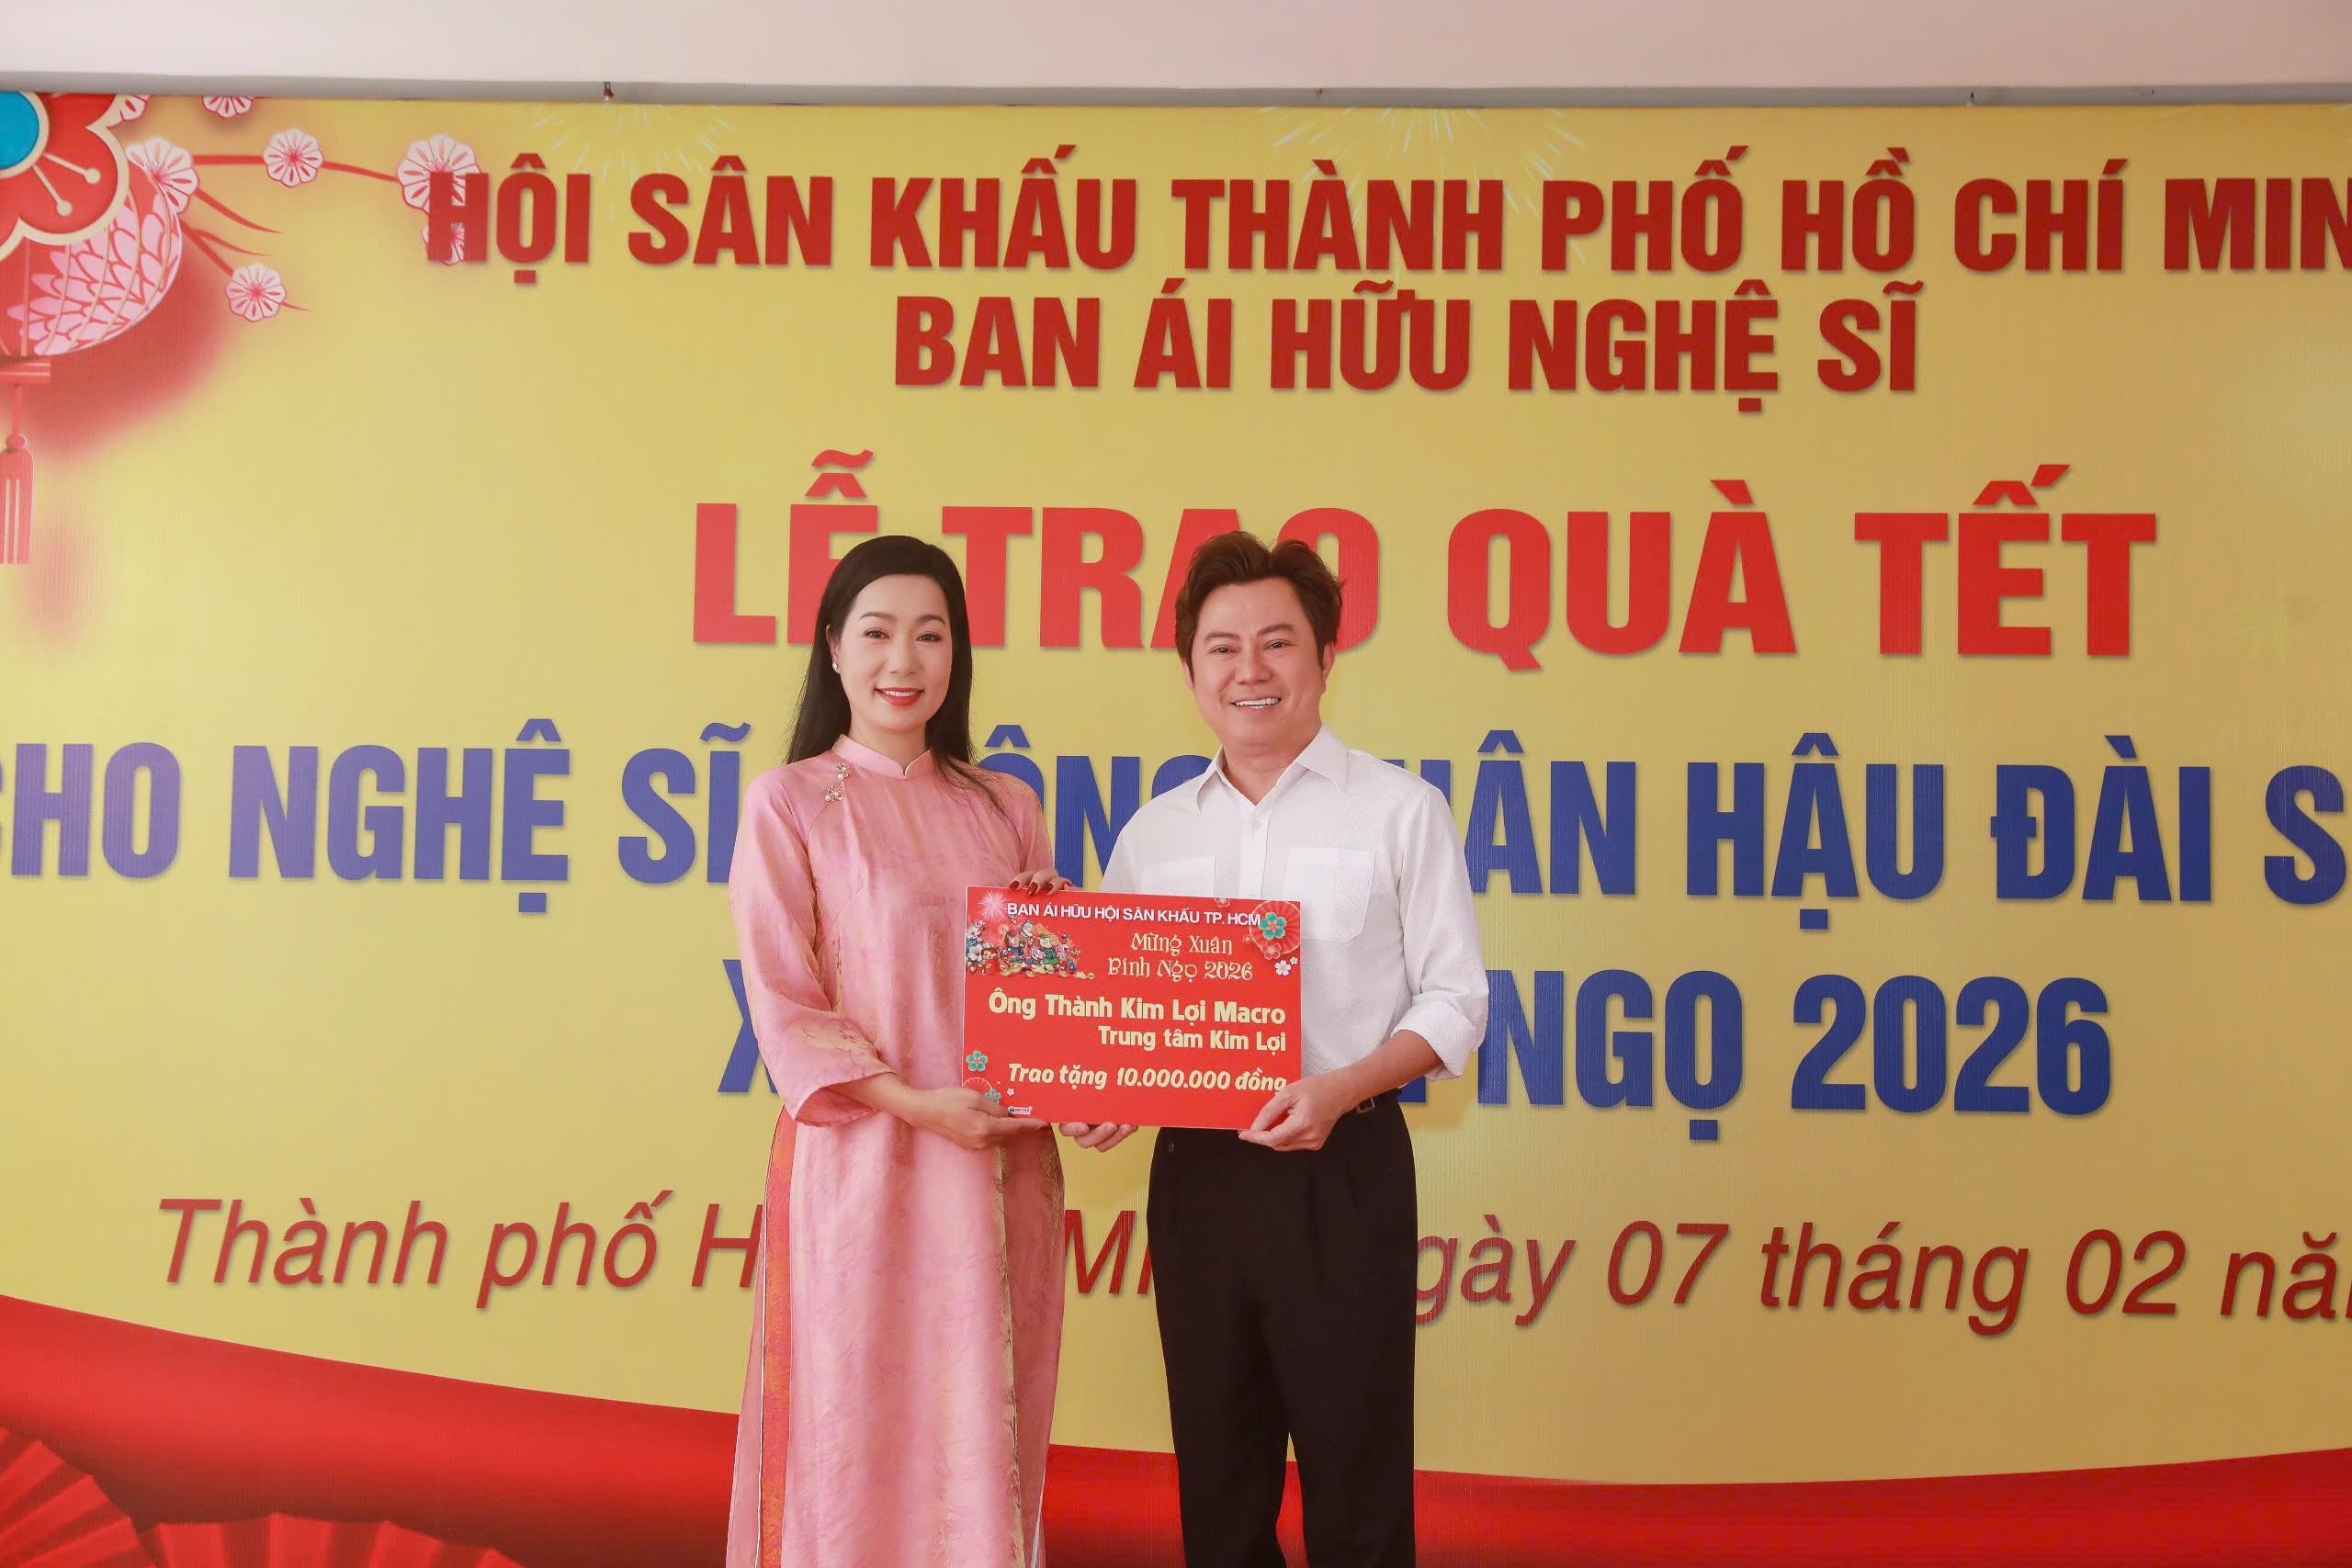 HỘI SÂN KHẤU THÀNH PHỐ HỒ CHÍ MIN
BAN ÁI HỮU NGHỆ SĨ
LỄ TRAO QUÀ TẾT
CHO NGHỆ SĨ HẬU ĐÀI S
NGỌ 2026
Thành phố H gày 07 tháng 02 nă
BAN ÁI HỮU HỘI SÂN KHẤU TP. HCM
Mừng Xuân
Bính Ngọ 2026
Ông Thành Kim Lợi Macro
Trung tâm Kim Lợi
Trao tặng 10.000.000 đồng